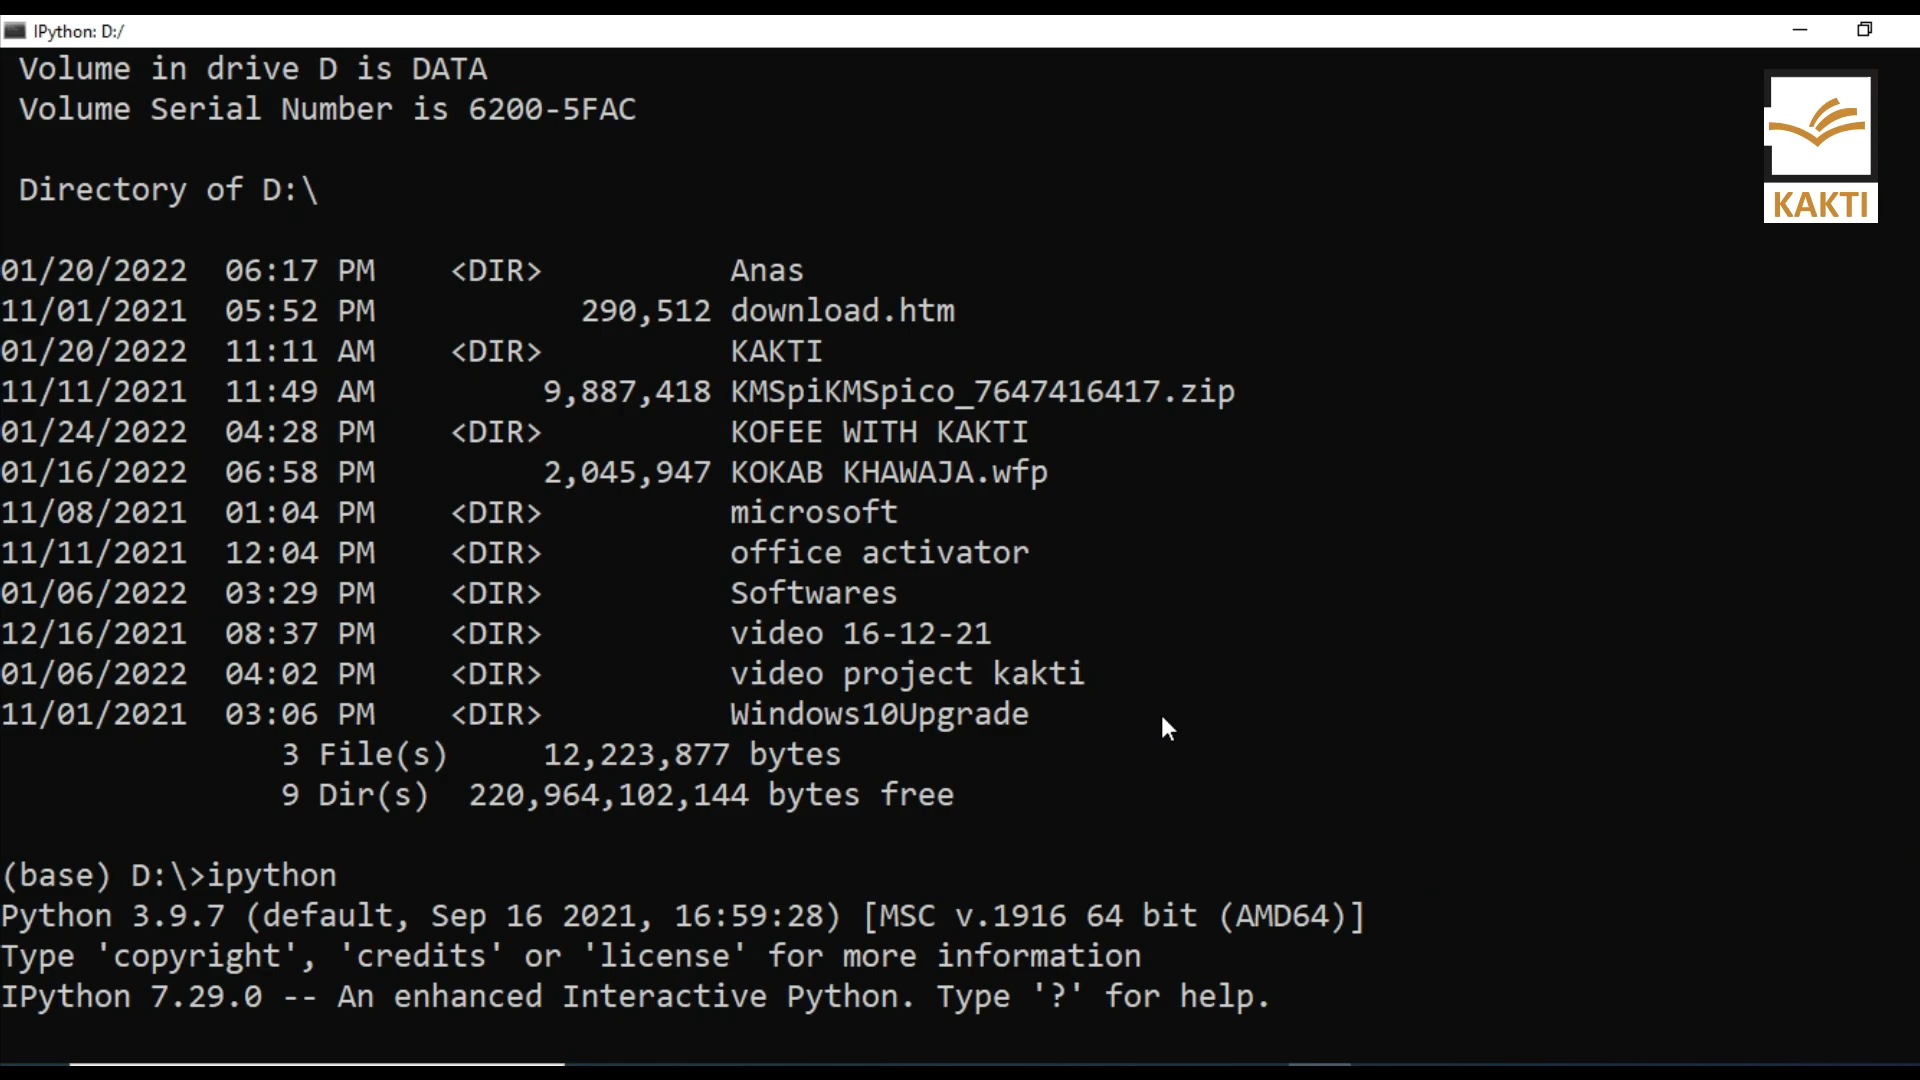 IPython: D:/
Volume in drive D is DATA
Volume Serial Number is 6200-5FAC
KAKTI
Directory of D:\
01/20/2022 06:17 PM <DIR> Anas
11/01/2021 05:52 PM 290,512 download.htm
01/20/2022 11:11 AM <DIR> KAKTI
11/11/2021 11:49 AM 9,887,418 KMSpiKMSpico_7647416417.zip
01/24/2022 04:28 PM <DIR> KOFEE WITH KAKTI
01/16/2022 06:58 PM 2,045,947 KOKAB KHAWAJA.wfp
11/08/2021 01:04 PM <DIR> microsoft
11/11/2021 12:04 PM <DIR> office activator
01/06/2022 03:29 PM <DIR> Softwares
12/16/2021 08:37 PM <DIR> video 16-12-21
01/06/2022 04:02 PM <DIR> video project kakti
11/01/2021 03:06 PM <DIR> Windows10Upgrade
3 File(s) 12,223,877 bytes
9 Dir(s) 220,964,102,144 bytes free
(base) D:\>ipython
Python 3.9.7 (default, Sep 16 2021, 16:59:28) [MSC v.1916 64 bit (AMD64)]
Type 'copyright', 'credits' or 'license' for more information
IPython 7.29.0 -- An enhanced Interactive Python. Type '?' for help.